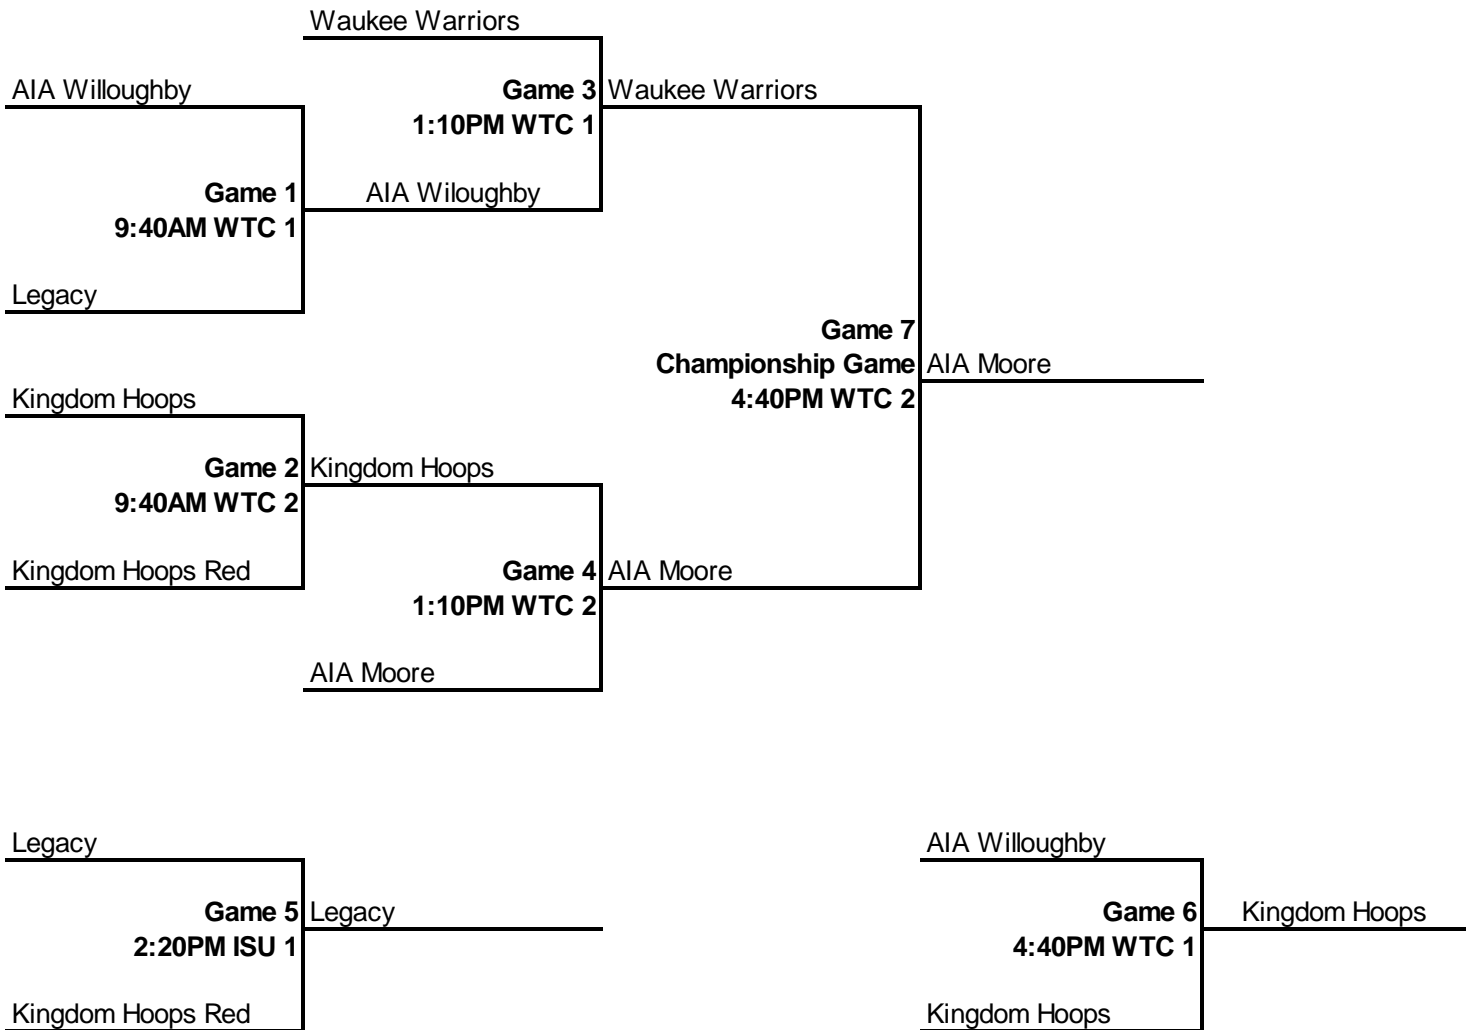 Waukee Warriors
AIA Willoughby
Game 3
Waukee Warriors
1:10PM WTC 1
Game 1
AIA Wiloughby
9:40AM WTC 1
Legacy
Game 7
Championship Game
AIA Moore
4:40PM WTC 2
Kingdom Hoops
Game 2
Kingdom Hoops
9:40AM WTC 2
Kingdom Hoops Red
Game 4
AIA Moore
1:10PM WTC 2
AIA Moore
Legacy
Game 5
Legacy
2:20PM ISU 1
Kingdom Hoops Red
AIA Willoughby
Game 6
Kingdom Hoops
4:40PM WTC 1
Kingdom Hoops